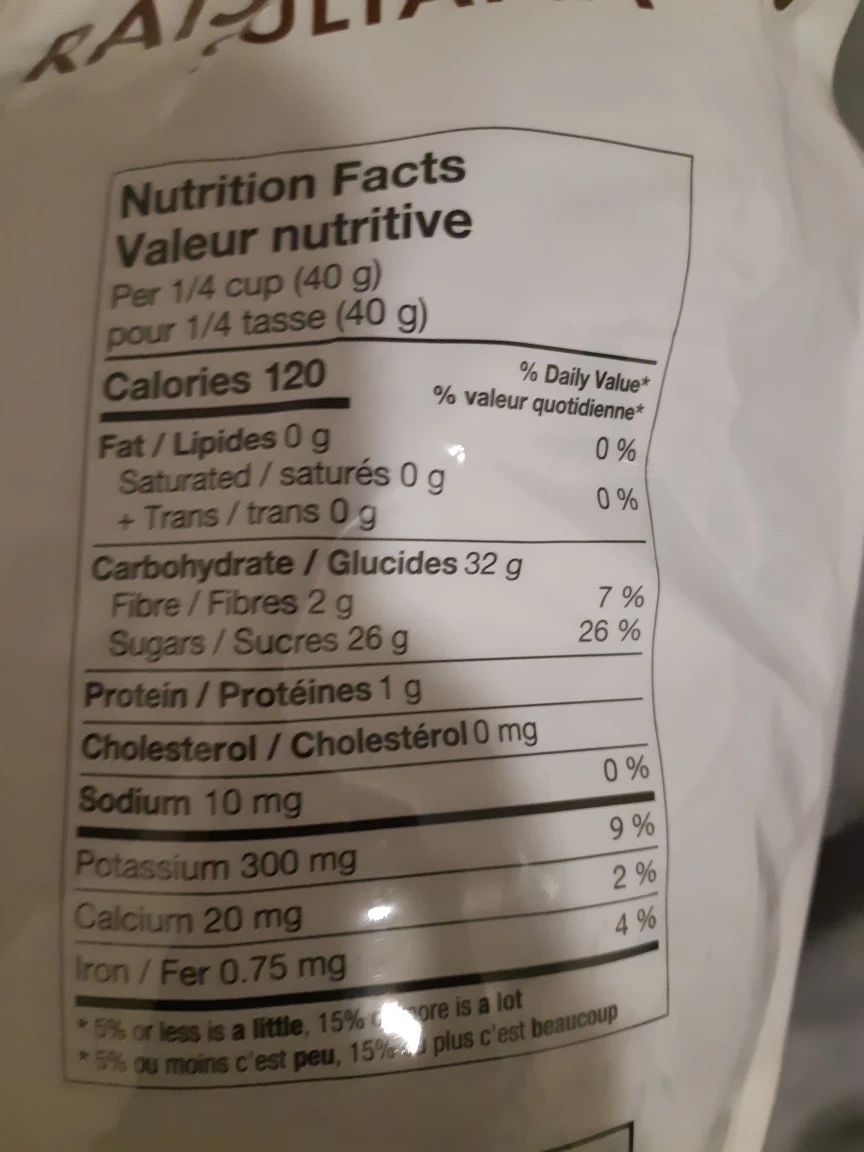 Nutrition Facts
Valeur nutritive
Per 1/4 cup (40 g)
pour 1/4 tasse (40 g)
Calories 120
% Daily Value*
% valeur quotidienne*
Fat / Lipides 0 g 0 %
Saturated / saturés 0 g
+ Trans / trans 0 g 0 %
Carbohydrate / Glucides 32 g
Fibre / Fibres 2 g 7 %
Sugars / Sucres 26 g 26 %
Protein / Protéines 1 g
Cholesterol / Cholestérol 0 mg
Sodium 10 mg 0 %
Potassium 300 mg 9 %
Calcium 20 mg 2 %
Iron / Fer 0.75 mg 4 %
* 5% or less is a little, 15% is a lot
* 5% ou moins c'est peu, 15% plus c'est beaucoup